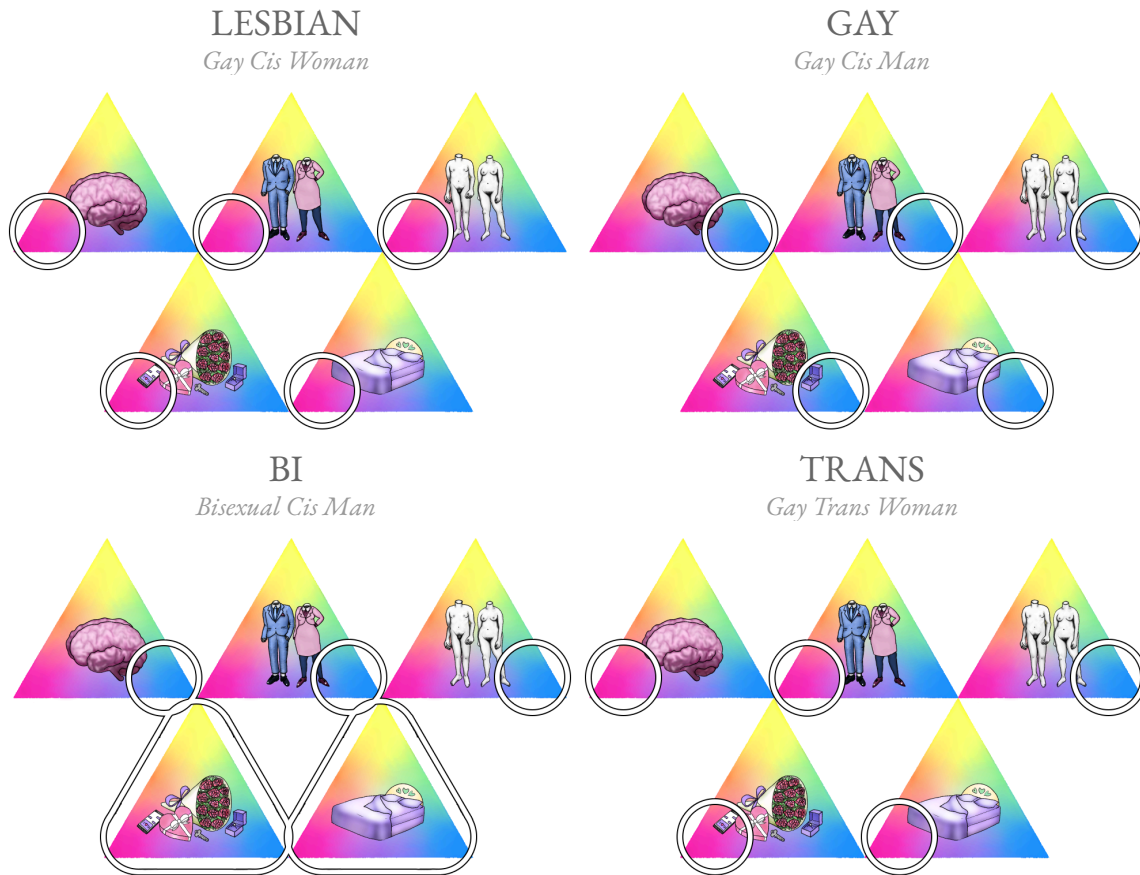 LESBIAN
Gay Cis Woman
GAY
Gay Cis Man
BI
Bisexual Cis Man
TRANS
Gay Trans Woman